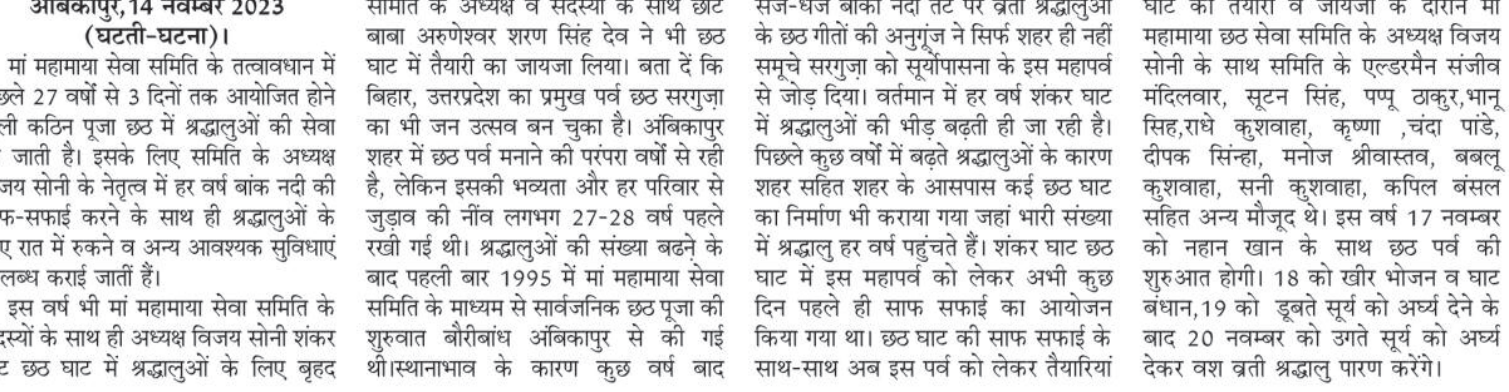 अंबिकापुर,14 नवम्बर 2023
(घटती-घटना)।
मां महामाया सेवा समिति के तत्वावधान में
छले 27 वर्षो से 3 दिनों तक आयोजित होने
ली कठिन पूजा छठ में श्रद्धालुओं की सेवा
जाती है। इसके लिए समिति के अध्यक्ष
जय सोनी के नेतृत्व में हर वर्ष बांक नदी की
फ-सफाई करने के साथ ही श्रद्धालुओं के
ए रात में रुकने व अन्य आवश्यक सुविधाएं
लब्ध कराई जातीं हैं।
इस वर्ष भी मां महामाया सेवा समिति के
दस्यों के साथ ही अध्यक्ष विजय सोनी शंकर
ट छठ घाट में श्रद्धालुओं के लिए बृहद
समिति के अध्यक्ष व सदस्यों के साथ छोटे
बाबा अरुणेश्वर शरण सिंह देव ने भी छठ
घाट में तैयारी का जायजा लिया। बता दें कि
बिहार, उत्तरप्रदेश का प्रमुख पर्व छठ सरगुज़ा
का भी जन उत्सव बन चुका है। अंबिकापुर
शहर में छठ पर्व मनाने की परंपरा वर्षो से रही
है, लेकिन इसकी भव्यता और हर परिवार से
जुड़ाव की नींव लगभग 27-28 वर्ष पहले
रखी गई थी। श्रद्धालुओं की संख्या बढने के
बाद पहली बार 1995 में मां महामाया सेवा
समिति के माध्यम से सार्वजनिक छठ पूजा की
शुरुवात बौरीबांध अंबिकापुर से की गई
थी।स्थानाभाव के कारण कुछ वर्ष बाद
सजे-धजे बांकी नदी तट पर व्रती श्रद्धालुओं
के छठ गीतों की अनुगूंज ने सिर्फ शहर ही नहीं
समूचे सरगुज़ा को सूर्योपासना के इस महापर्व
से जोड़ दिया। वर्तमान में हर वर्ष शंकर घाट
में श्रद्धालुओं की भीड़ बढ़ती ही जा रही है।
पिछले कुछ वर्षों में बढ़ते श्रद्धालुओं के कारण
शहर सहित शहर के आसपास कई छठ घाट
का निर्माण भी कराया गया जहां भारी संख्या
में श्रद्धालु हर वर्ष पहुंचते हैं। शंकर घाट छठ
घाट में इस महापर्व को लेकर अभी कुछ
दिन पहले ही साफ सफाई का आयोजन
किया गया था। छठ घाट की साफ सफाई के
साथ-साथ अब इस पर्व को लेकर तैयारियां
घाट की तैयारी व जायजा के दौरान मां
महामाया छठ सेवा समिति के अध्यक्ष विजय
सोनी के साथ समिति के एल्डरमैन संजीव
मंदिलवार, सूटन सिंह, पप्पू ठाकुर,भानू
सिह,राधे कुशवाहा, कृष्णा ,चंदा पांडे,
दीपक सिंन्हा, मनोज श्रीवास्तव, बबलू
कुशवाहा, सनी कुशवाहा, कपिल बंसल
सहित अन्य मौजूद थे। इस वर्ष 17 नवम्बर
को नहान खान के साथ छठ पर्व की
शुरुआत होगी। 18 को खीर भोजन व घाट
बंधान,19 को डूबते सूर्य को अर्घ्य देने के
बाद 20 नवम्बर को उगते सूर्य को अर्घ्य
देकर वश व्रती श्रद्धालु पारण करेंगे।